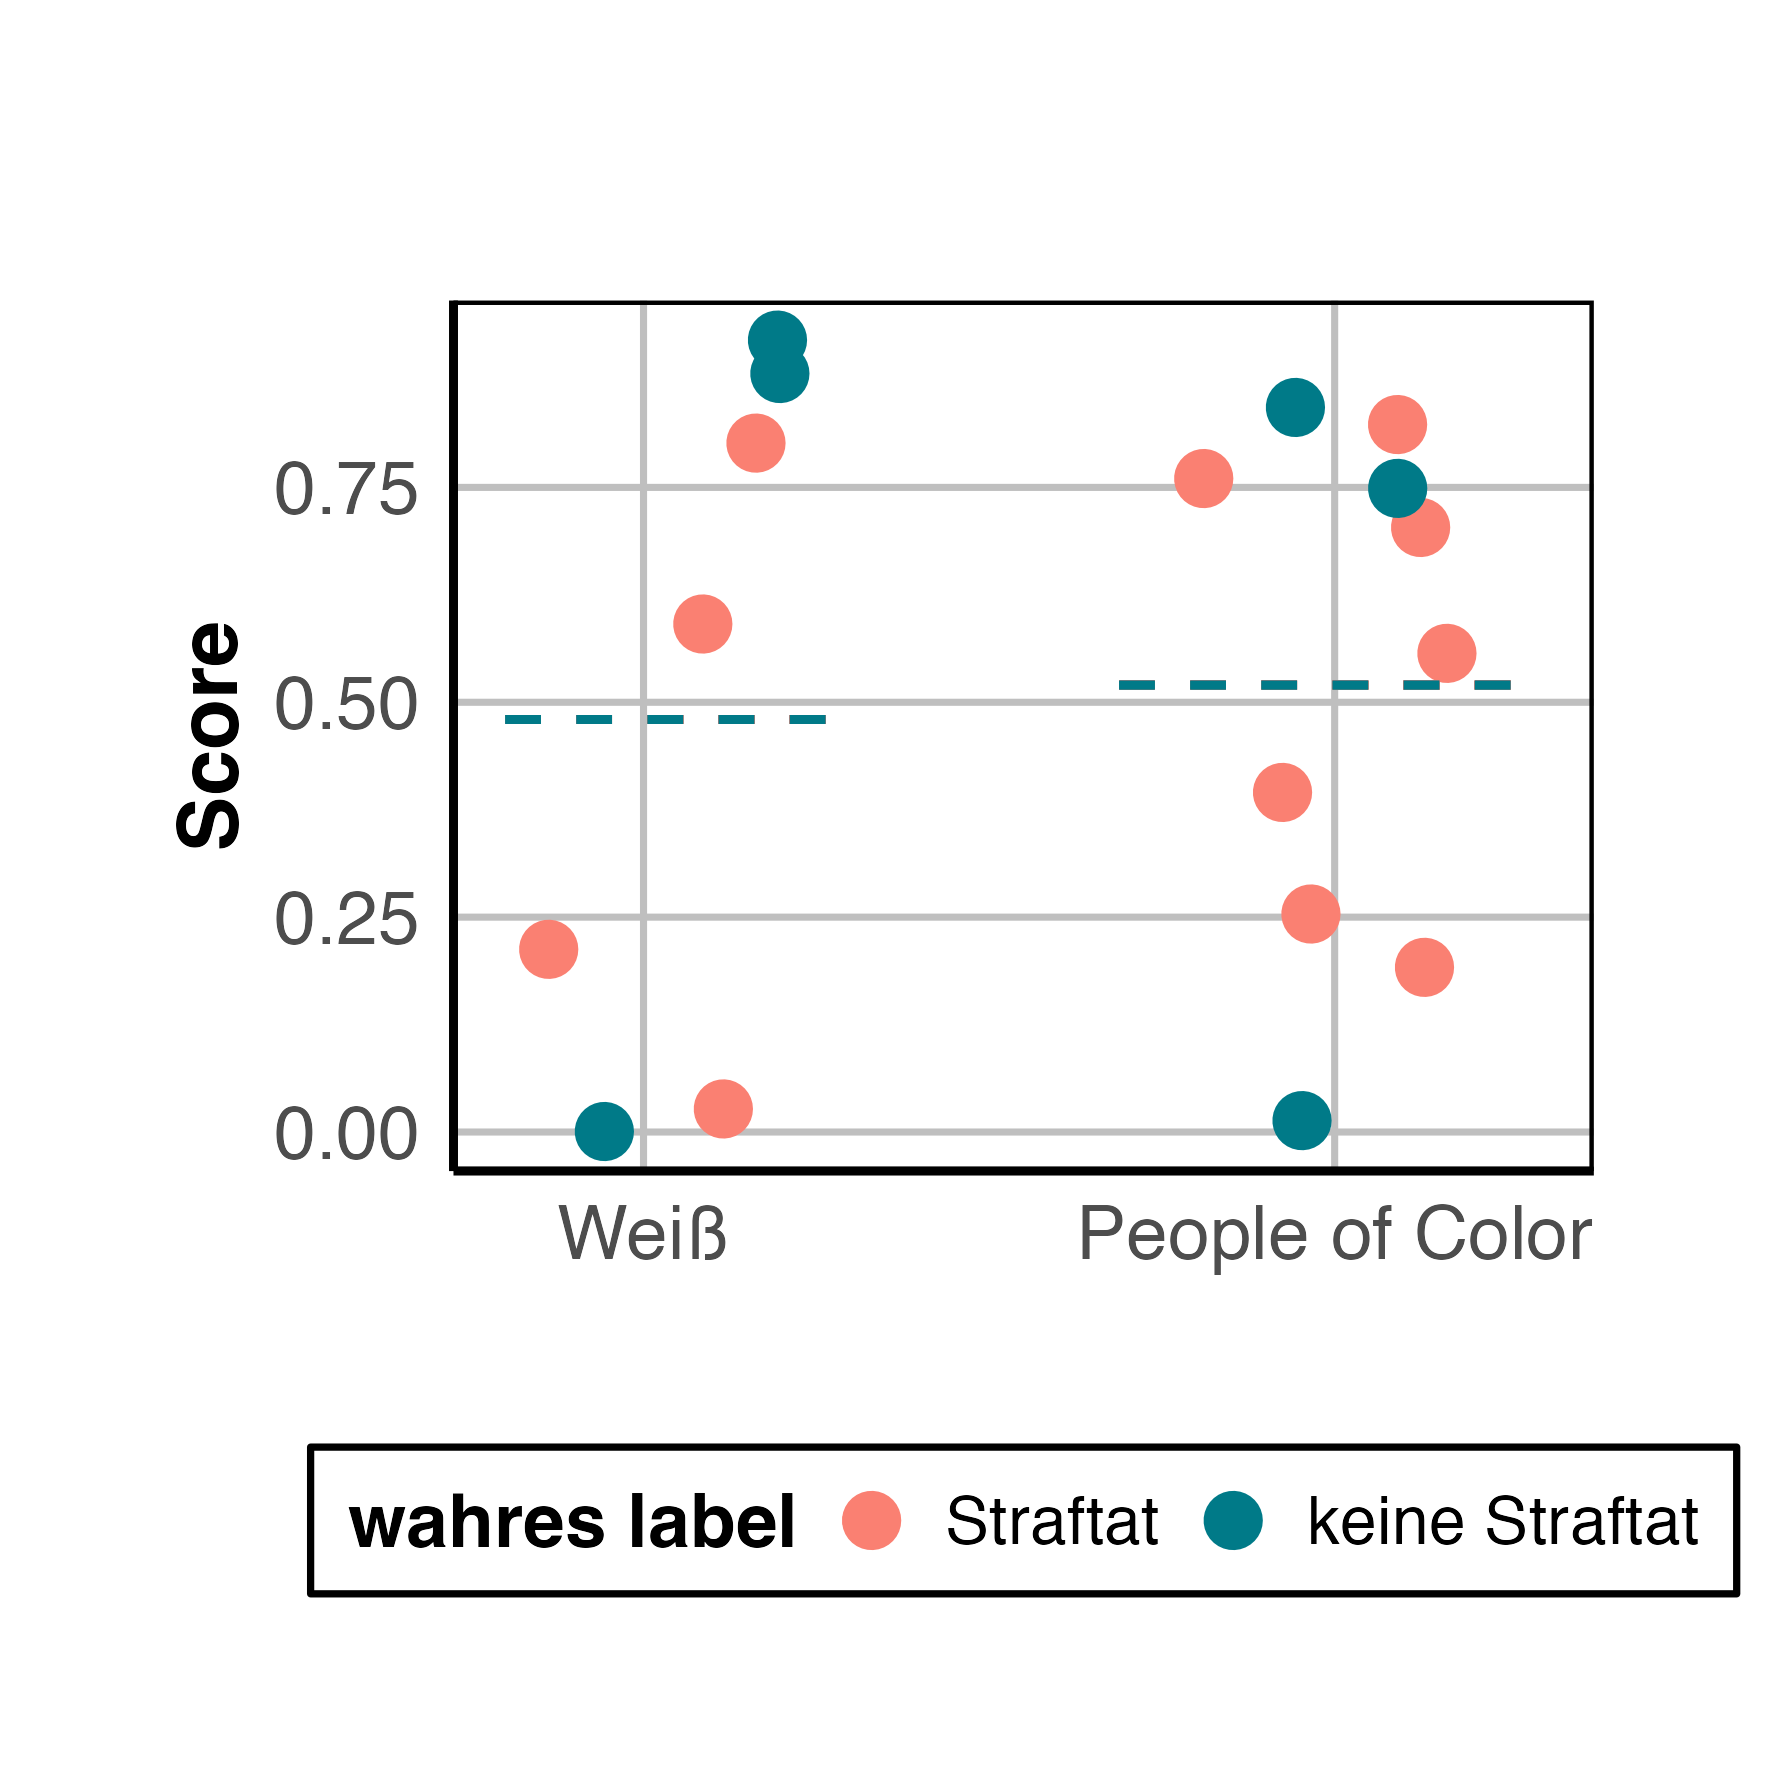 Score
0.75
0.50
0.25
0.00
Weiß People of Color
wahres label Straftat keine Straftat